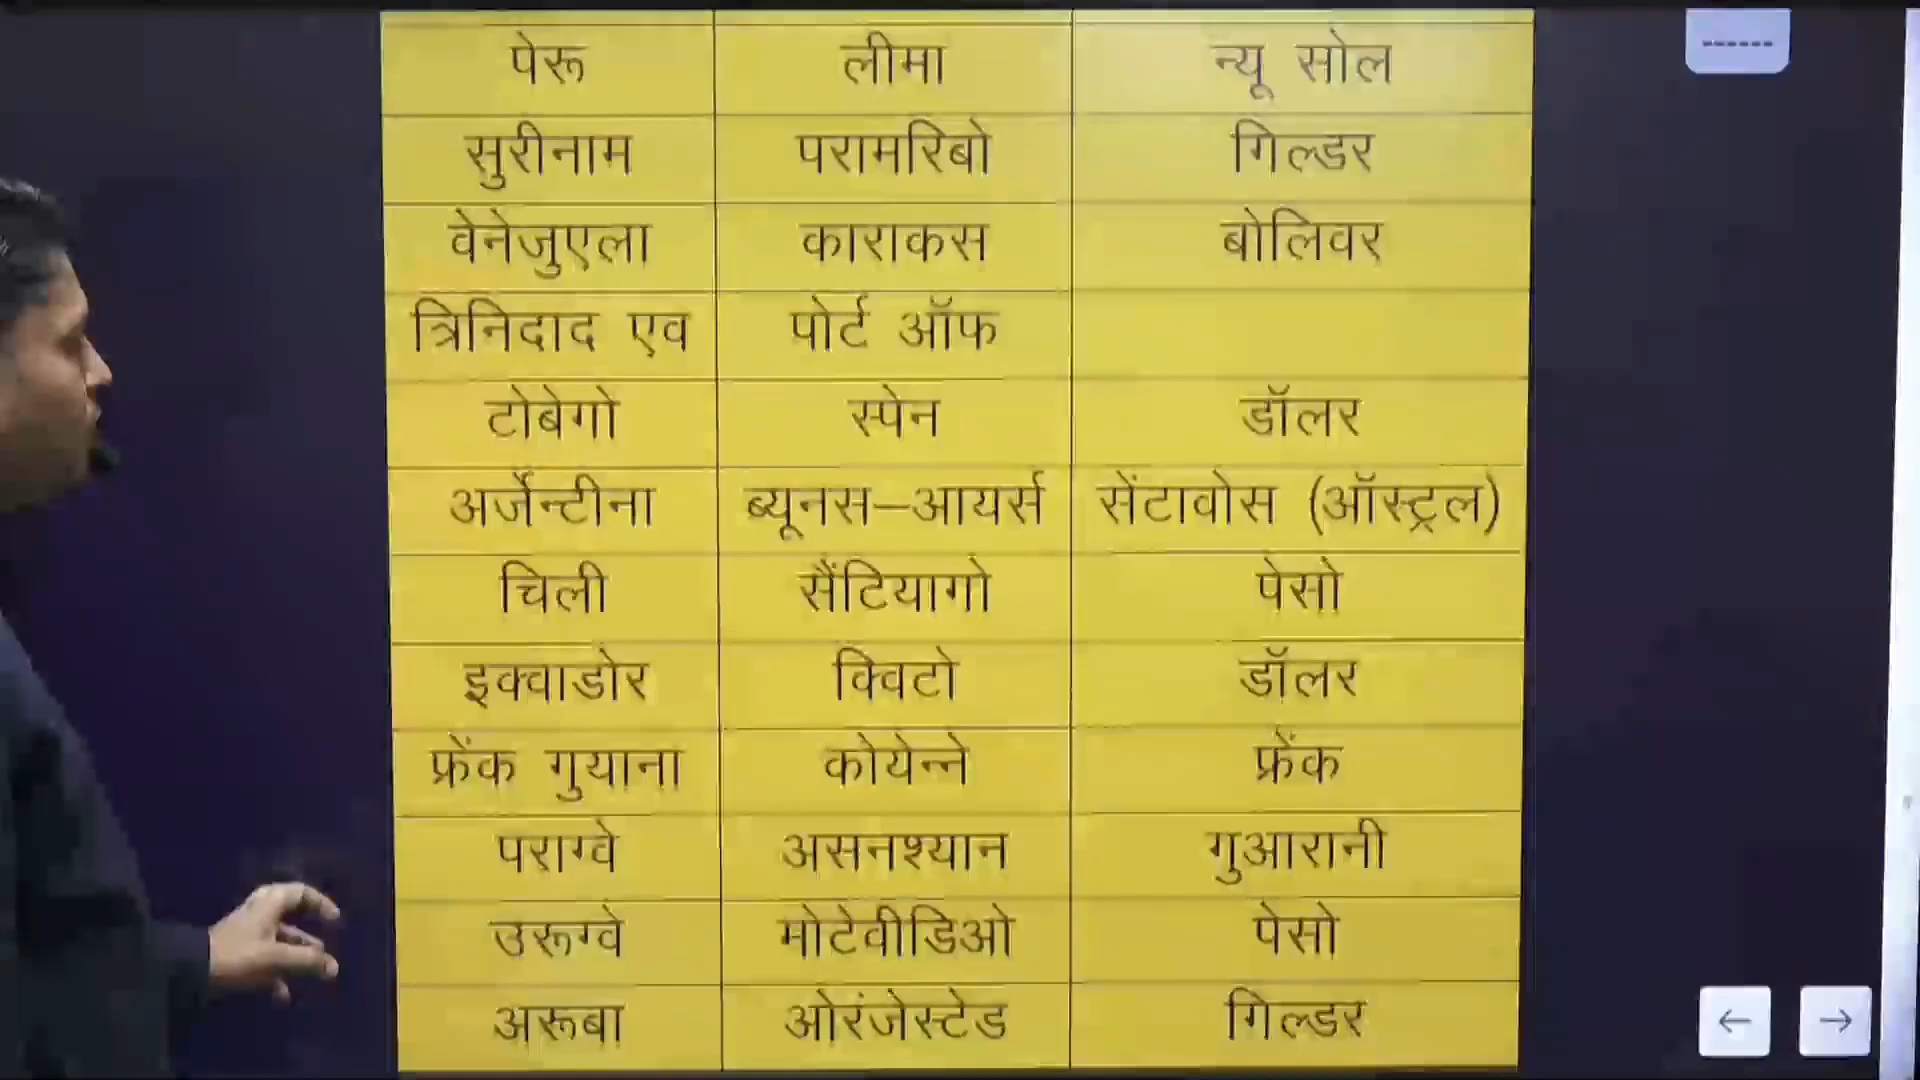 पेरू लीमा न्यू सोल
सुरीनाम परामरिबो गिल्डर
वेनेजुएला काराकस बोलिवर
त्रिनिदाद एव पोर्ट ऑफ
टोबेगो स्पेन डॉलर
अर्जेन्टीना ब्यूनस–आयर्स सेंटावोस (ऑस्ट्रल)
चिली सैंटियागो पेसो
इक्वाडोर क्विटो डॉलर
फ्रेंक गुयाना कोयेन्ने फ्रेंक
पराग्वे असनश्यान गुआरानी
उरूग्वे मोटेवीडिओ पेसो
अरूबा ओरंजेस्टेड गिल्डर